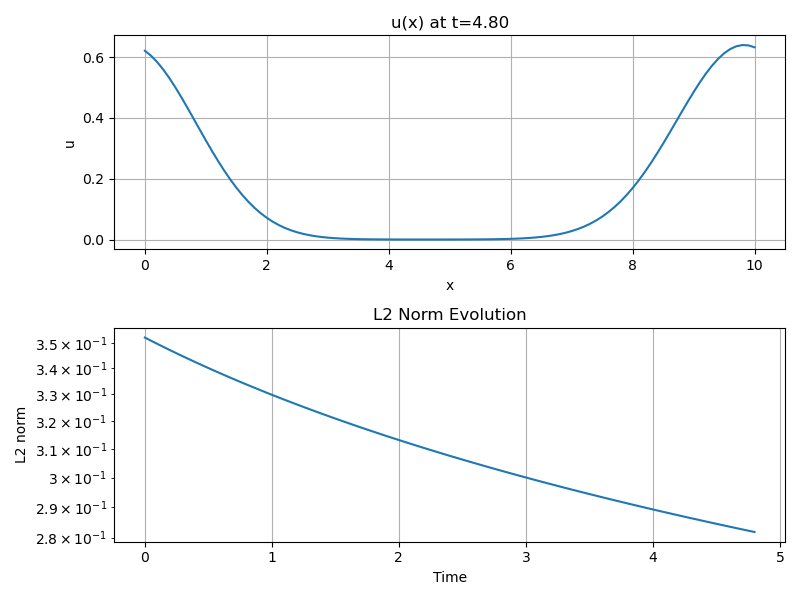 u(x) at t=4.80
0.6
0.4
0.2
0.0
u
0 2 4 6 8 10
x
L2 Norm Evolution
3.5 × 10⁻¹
3.4 × 10⁻¹
3.3 × 10⁻¹
3.2 × 10⁻¹
3.1 × 10⁻¹
3 × 10⁻¹
2.9 × 10⁻¹
2.8 × 10⁻¹
L2 norm
0 1 2 3 4 5
Time